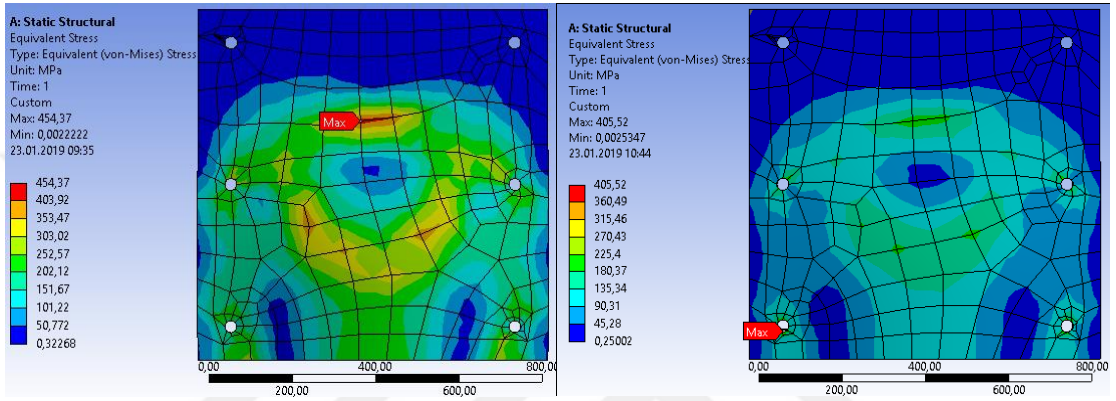 A: Static Structural
Equivalent Stress
Type: Equivalent (von-Mises) Stress
Unit: MPa
Time: 1
Custom
Max: 454,37
Min: 0,0022222
23.01.2019 09:35
454,37
403,92
353,47
303,02
252,57
202,12
151,67
101,22
50,772
0,32268
Max
0,00
400,00
800,00
200,00
600,00
A: Static Structural
Equivalent Stress
Type: Equivalent (von-Mises) Stress
Unit: MPa
Time: 1
Custom
Max: 405,52
Min: 0,0025347
23.01.2019 10:44
405,52
360,49
315,46
270,43
225,4
180,37
135,34
90,31
45,28
0,25002
Max
0,00
400,00
800,00
200,00
600,00